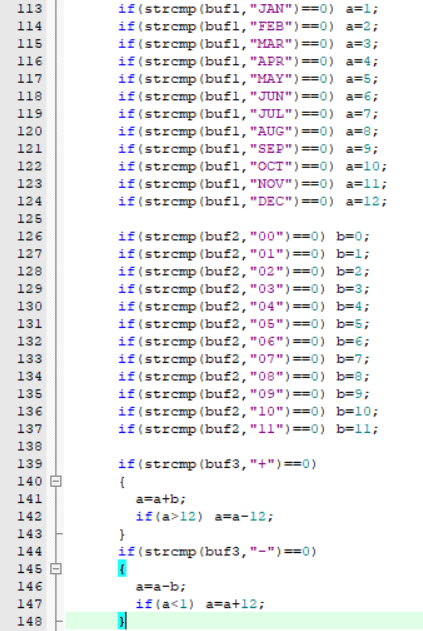 113 if(strcmp(buf1,"JAN")==0) a=1;
114 if(strcmp(buf1,"FEB")==0) a=2;
115 if(strcmp(buf1,"MAR")==0) a=3;
116 if(strcmp(buf1,"APR")==0) a=4;
117 if(strcmp(buf1,"MAY")==0) a=5;
118 if(strcmp(buf1,"JUN")==0) a=6;
119 if(strcmp(buf1,"JUL")==0) a=7;
120 if(strcmp(buf1,"AUG")==0) a=8;
121 if(strcmp(buf1,"SEP")==0) a=9;
122 if(strcmp(buf1,"OCT")==0) a=10;
123 if(strcmp(buf1,"NOV")==0) a=11;
124 if(strcmp(buf1,"DEC")==0) a=12;
125
126 if(strcmp(buf2,"00")==0) b=0;
127 if(strcmp(buf2,"01")==0) b=1;
128 if(strcmp(buf2,"02")==0) b=2;
129 if(strcmp(buf2,"03")==0) b=3;
130 if(strcmp(buf2,"04")==0) b=4;
131 if(strcmp(buf2,"05")==0) b=5;
132 if(strcmp(buf2,"06")==0) b=6;
133 if(strcmp(buf2,"07")==0) b=7;
134 if(strcmp(buf2,"08")==0) b=8;
135 if(strcmp(buf2,"09")==0) b=9;
136 if(strcmp(buf2,"10")==0) b=10;
137 if(strcmp(buf2,"11")==0) b=11;
138
139 if(strcmp(buf3,"+")==0)
140 {
141 a=a+b;
142 if(a>12) a=a-12;
143 }
144 if(strcmp(buf3,"-")==0)
145 {
146 a=a-b;
147 if(a<1) a=a+12;
148 }